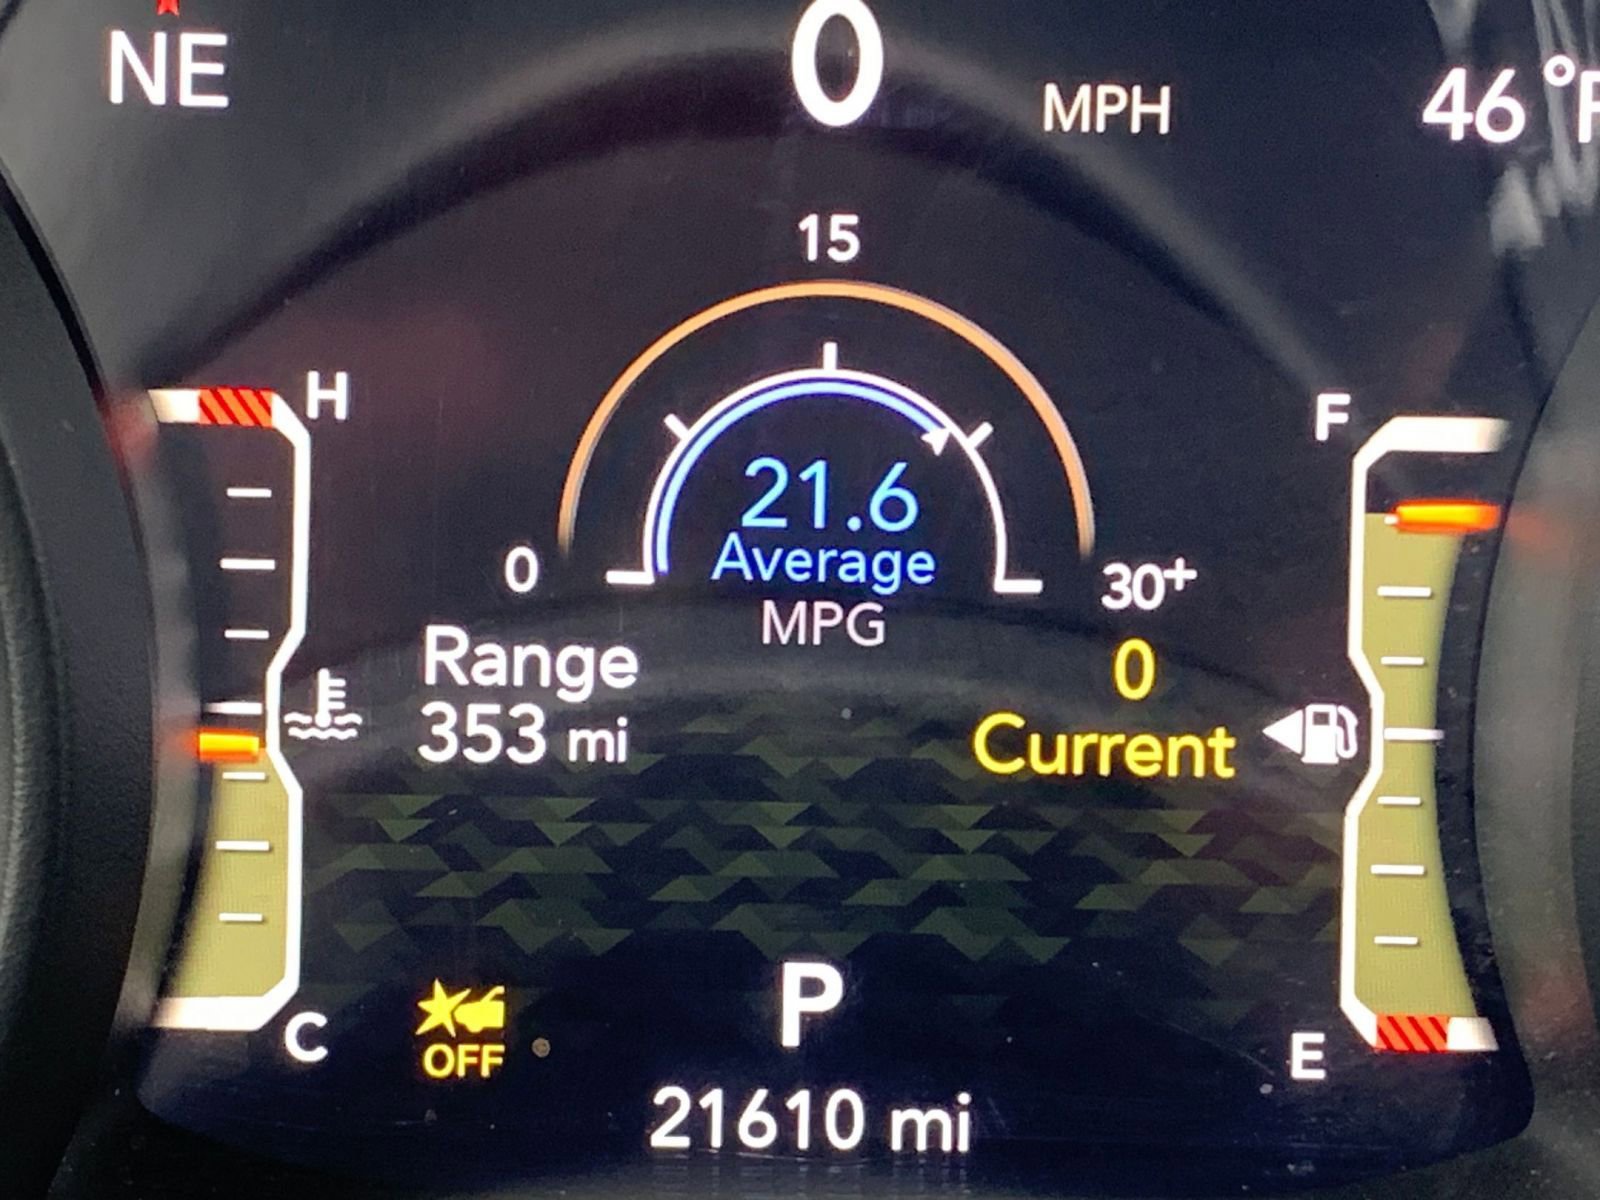 NE
0
MPH
46 °F
15
H
F
21.6
Average
MPG
0
30+
Range
353 mi
0
Current
C
OFF
P
E
21610 mi